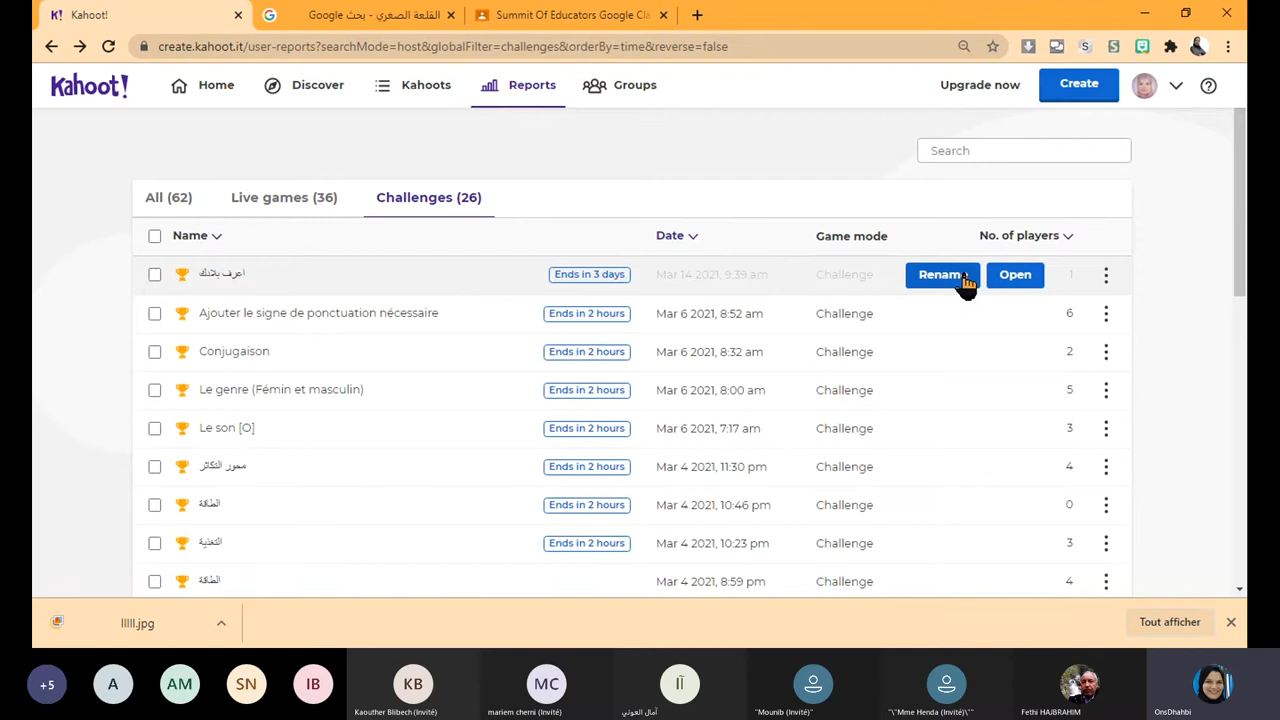 Kahoot!
القلعة الصغري - بحث Google
Summit Of Educators Google Cla
create.kahoot.it/user-reports?searchMode=host&globalFilter=challenges&orderBy=time&reverse=false
Kahoot! Home Discover Kahoots Reports Groups Upgrade now Create
Search
All (62) Live games (36) Challenges (26)
Name Date Game mode No. of players
اعرف بلادك Ends in 3 days Mar 14 2021, 9:39 am Challenge Rename Open 1
Ajouter le signe de ponctuation nécessaire Ends in 2 hours Mar 6 2021, 8:52 am Challenge 6
Conjugaison Ends in 2 hours Mar 6 2021, 8:32 am Challenge 2
Le genre (Fémin et masculin) Ends in 2 hours Mar 6 2021, 8:00 am Challenge 5
Le son [O] Ends in 2 hours Mar 6 2021, 7:17 am Challenge 3
محور التكاثر Ends in 2 hours Mar 4 2021, 11:30 pm Challenge 4
الطاقة Ends in 2 hours Mar 4 2021, 10:46 pm Challenge 0
التغذية Ends in 2 hours Mar 4 2021, 10:23 pm Challenge 3
الطاقة Mar 4 2021, 8:59 pm Challenge 4
lllll.jpg Tout afficher
+5 A AM SN IB KB MC آا
Kaouther Blibech (Invité) mariem cherni (Invité) آمال العوني "Mounib (Invité)" "\"Mme Henda (Invité)\"" Fethi HAJBRAHIM OnsDhahbi